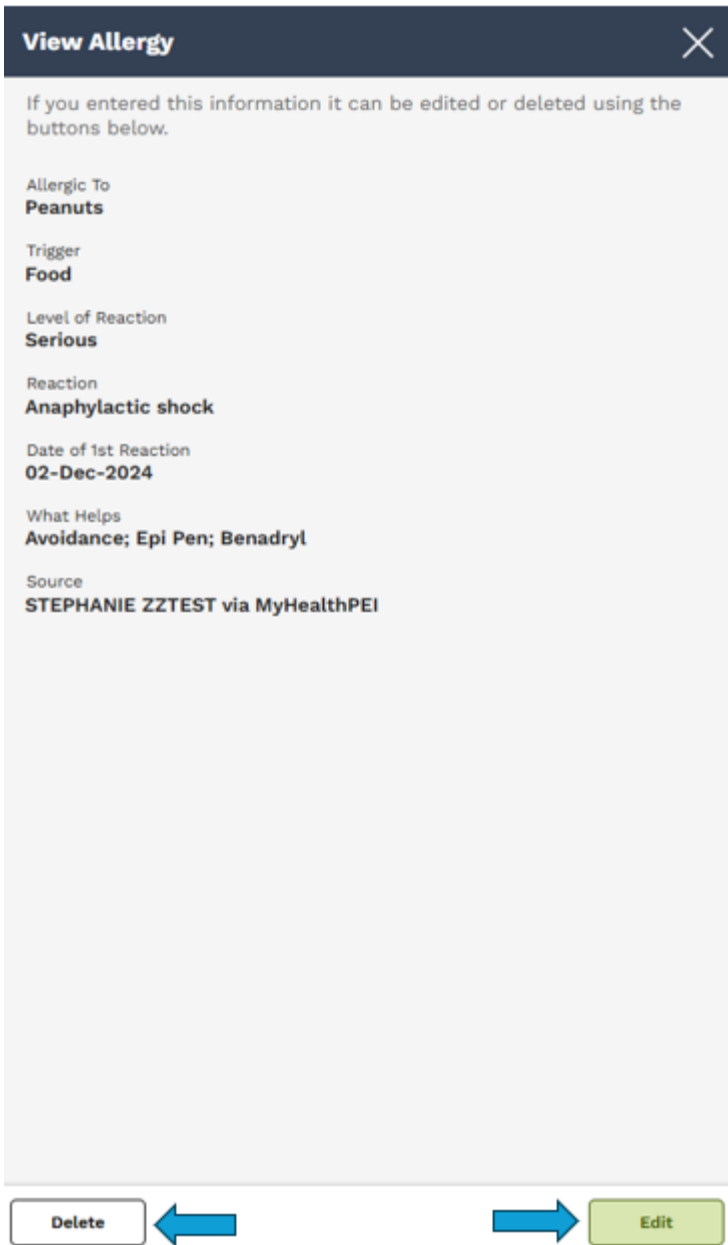 View Allergy
If you entered this information it can be edited or deleted using the
buttons below.
Allergic To
Peanuts
Trigger
Food
Level of Reaction
Serious
Reaction
Anaphylactic shock
Date of 1st Reaction
02-Dec-2024
What Helps
Avoidance; Epi Pen; Benadryl
Source
STEPHANIE ZZTEST via MyHealthPEI
Delete
Edit